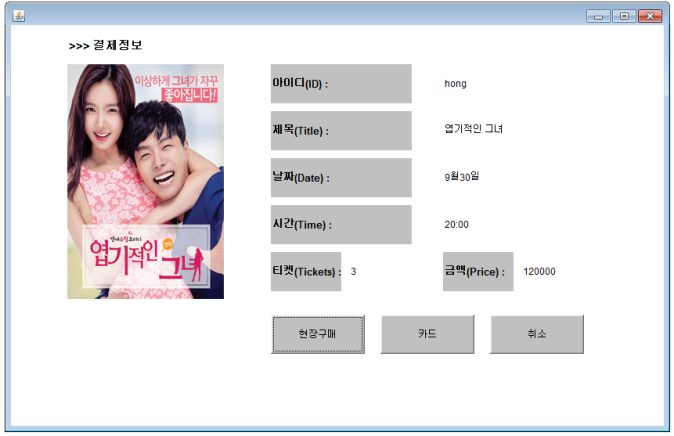 >>> 결제정보
이상하게 그녀가 자꾸
좋아집니다!
엽기적인
그녀
아이디(ID) : hong
제목(Title) : 엽기적인 그녀
날짜(Date) : 9월30일
시간(Time) : 20:00
티켓(Tickets) : 3 금액(Price) : 120000
현장구매 카드 취소